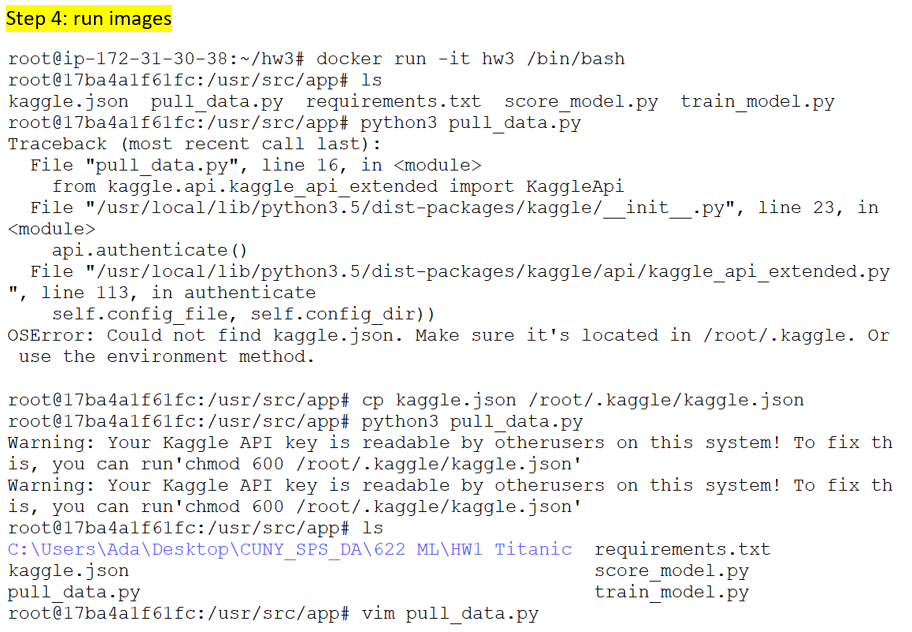 Step 4: run images
root@ip-172-31-30-38:~/hw3# docker run -it hw3 /bin/bash
root@17ba4a1f61fc:/usr/src/app# ls
kaggle.json  pull_data.py  requirements.txt  score_model.py  train_model.py
root@17ba4a1f61fc:/usr/src/app# python3 pull_data.py
Traceback (most recent call last):
  File "pull_data.py", line 16, in <module>
    from kaggle.api.kaggle_api_extended import KaggleApi
  File "/usr/local/lib/python3.5/dist-packages/kaggle/__init__.py", line 23, in
<module>
    api.authenticate()
  File "/usr/local/lib/python3.5/dist-packages/kaggle/api/kaggle_api_extended.py
", line 113, in authenticate
    self.config_file, self.config_dir))
OSError: Could not find kaggle.json. Make sure it's located in /root/.kaggle. Or
 use the environment method.
root@17ba4a1f61fc:/usr/src/app# cp kaggle.json /root/.kaggle/kaggle.json
root@17ba4a1f61fc:/usr/src/app# python3 pull_data.py
Warning: Your Kaggle API key is readable by otherusers on this system! To fix th
is, you can run'chmod 600 /root/.kaggle/kaggle.json'
Warning: Your Kaggle API key is readable by otherusers on this system! To fix th
is, you can run'chmod 600 /root/.kaggle/kaggle.json'
root@17ba4a1f61fc:/usr/src/app# ls
C:\Users\Ada\Desktop\CUNY_SPS_DA\622 ML\HW1 Titanic  requirements.txt
kaggle.json                                          score_model.py
pull_data.py                                         train_model.py
root@17ba4a1f61fc:/usr/src/app# vim pull_data.py